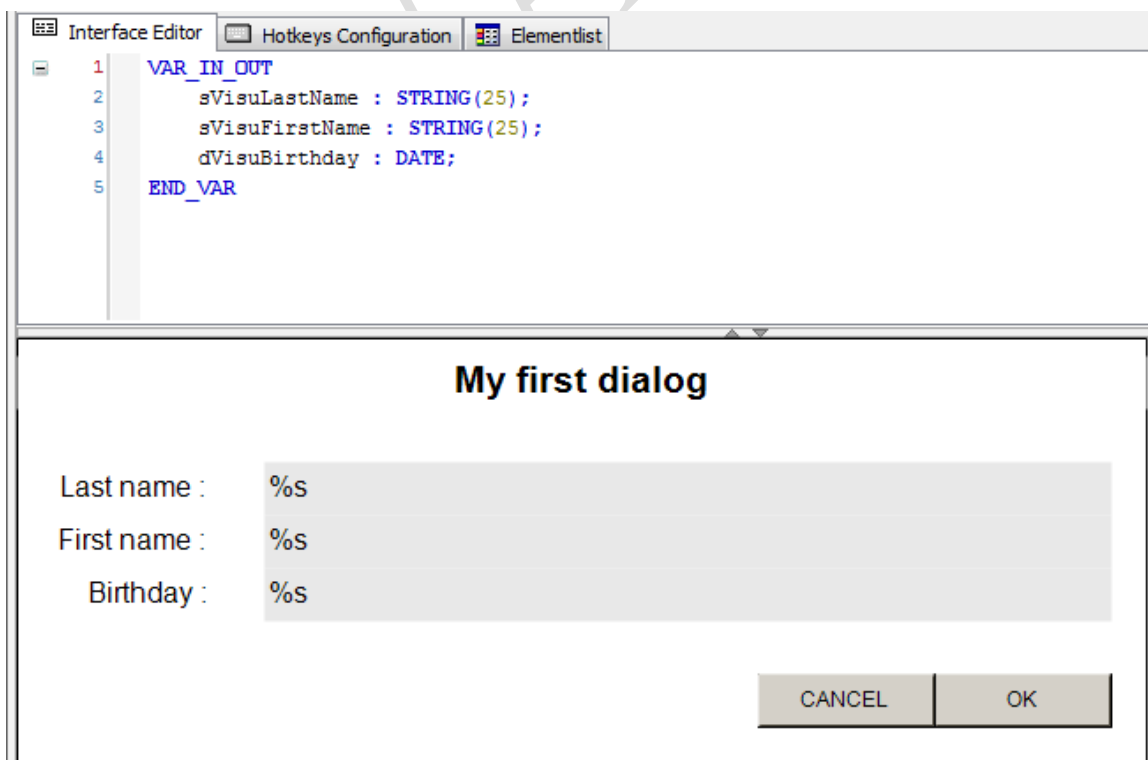 Interface Editor Hotkeys Configuration Elementlist
1 VAR_IN_OUT
2 sVisuLastName : STRING(25);
3 sVisuFirstName : STRING(25);
4 dVisuBirthday : DATE;
5 END_VAR
My first dialog
Last name : %s
First name : %s
Birthday : %s
CANCEL OK